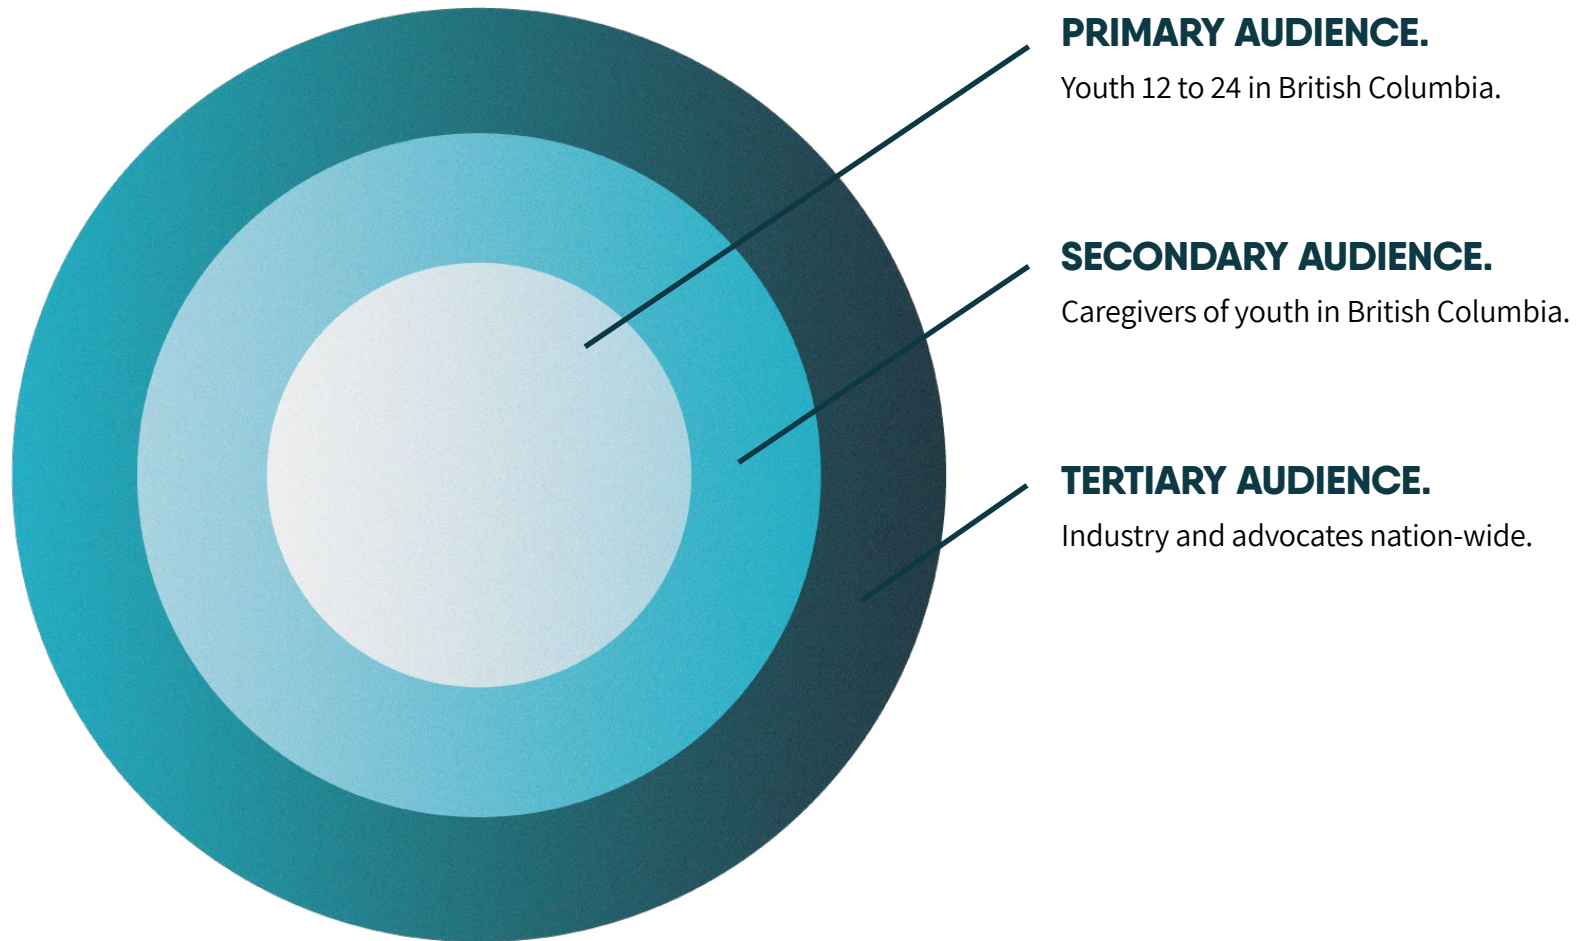 PRIMARY AUDIENCE.
Youth 12 to 24 in British Columbia.
SECONDARY AUDIENCE.
Caregivers of youth in British Columbia.
TERTIARY AUDIENCE.
Industry and advocates nation-wide.